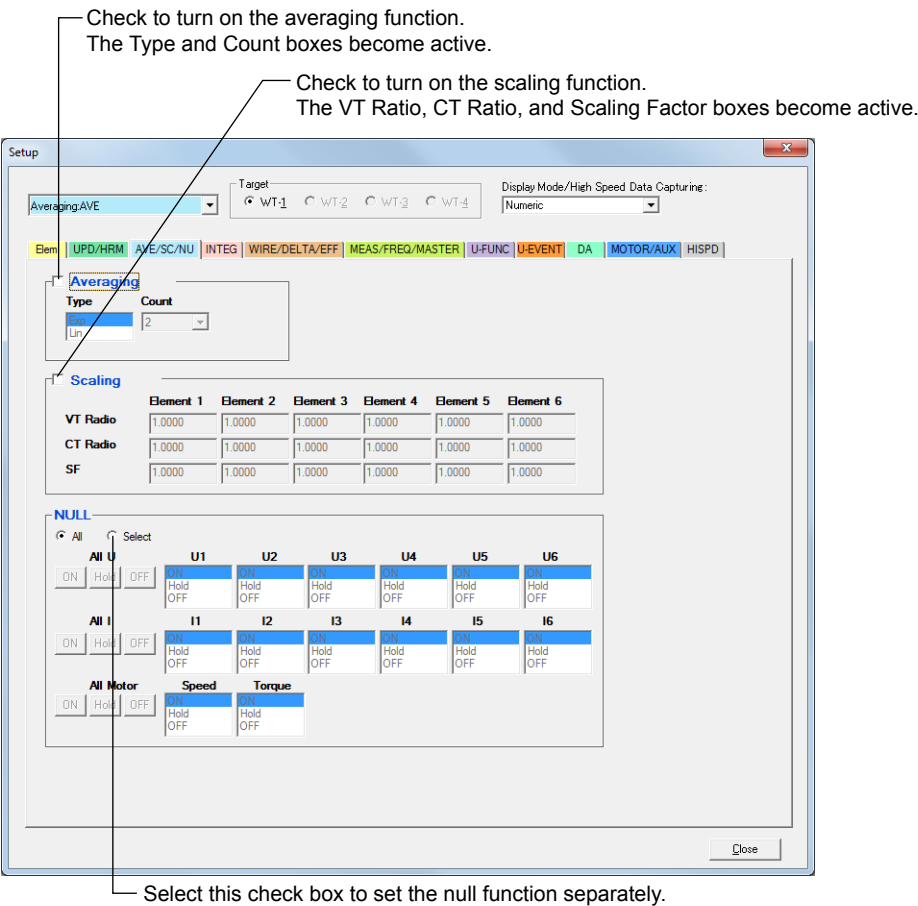 Check to turn on the averaging function.
The Type and Count boxes become active.
Check to turn on the scaling function.
The VT Ratio, CT Ratio, and Scaling Factor boxes become active.
Setup
Target
Display Mode/High Speed Data Capturing:
Averaging:AVE
WT-1 WT-2 WT-3 WT-4
Numeric
Elem UPD/HRM AVE/SC/NU INTEG WIRE/DELTA/EFF MEAS/FREQ/MASTER U-FUNC U-EVENT DA MOTOR/AUX HISPD
Averaging
Type Count
Exp 2
Lin
Scaling
Element 1 Element 2 Element 3 Element 4 Element 5 Element 6
VT Radio 1.0000 1.0000 1.0000 1.0000 1.0000 1.0000
CT Radio 1.0000 1.0000 1.0000 1.0000 1.0000 1.0000
SF 1.0000 1.0000 1.0000 1.0000 1.0000 1.0000
NULL
All Select
All U U1 U2 U3 U4 U5 U6
ON Hold OFF ON ON ON ON ON ON
Hold Hold Hold Hold Hold Hold
OFF OFF OFF OFF OFF OFF
All I I1 I2 I3 I4 I5 I6
ON Hold OFF ON ON ON ON ON ON
Hold Hold Hold Hold Hold Hold
OFF OFF OFF OFF OFF OFF
All Motor Speed Torque
ON Hold OFF ON ON
Hold Hold
OFF OFF
Close
Select this check box to set the null function separately.